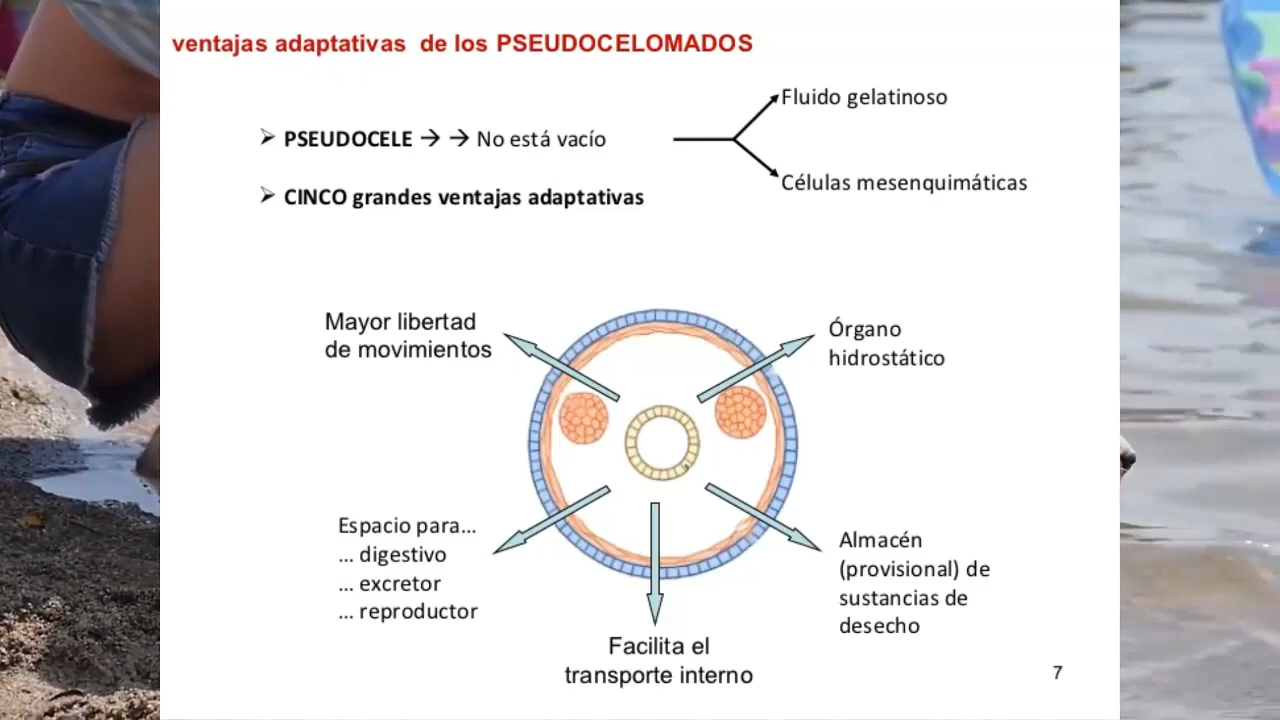 ventajas adaptativas de los PSEUDOCELOMADOS
Fluido gelatinoso
➢ PSEUDOCELE → → No está vacío
Células mesenquimáticas
➢ CINCO grandes ventajas adaptativas
Mayor libertad
de movimientos
Órgano
hidrostático
Espacio para...
... digestivo
... excretor
... reproductor
Almacén
(provisional) de
sustancias de
desecho
Facilita el
transporte interno
7